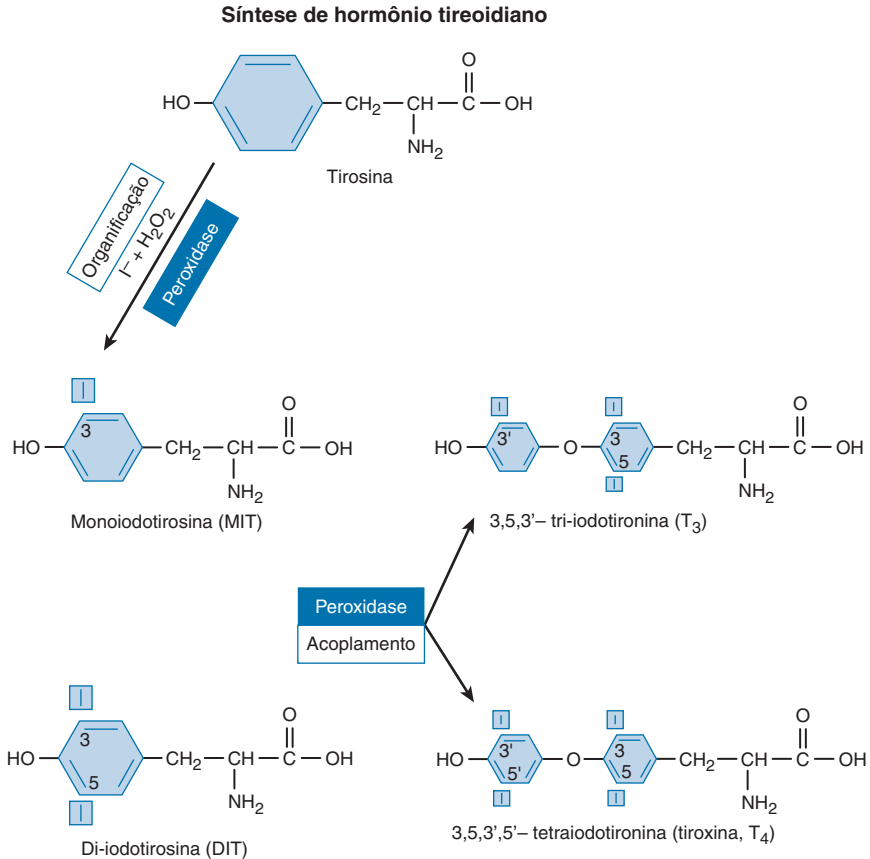 Síntese de hormônio tireoidiano
O
HO
CH2
CH
C
OH
NH2
Tirosina
Organificação
I– + H2O2
Peroxidase
I
3
HO
CH2
CH
C
O
OH
NH2
Monoiodotirosina (MIT)
I
I
3'
3
5
I
HO
O
CH2
CH
C
O
OH
NH2
3,5,3'– tri-iodotironina (T3)
Peroxidase
Acoplamento
I
3
5
I
HO
CH2
CH
C
O
OH
NH2
Di-iodotirosina (DIT)
I
I
3'
5'
3
5
I
I
HO
O
CH2
CH
C
O
OH
NH2
3,5,3',5'– tetraiodotironina (tiroxina, T4)